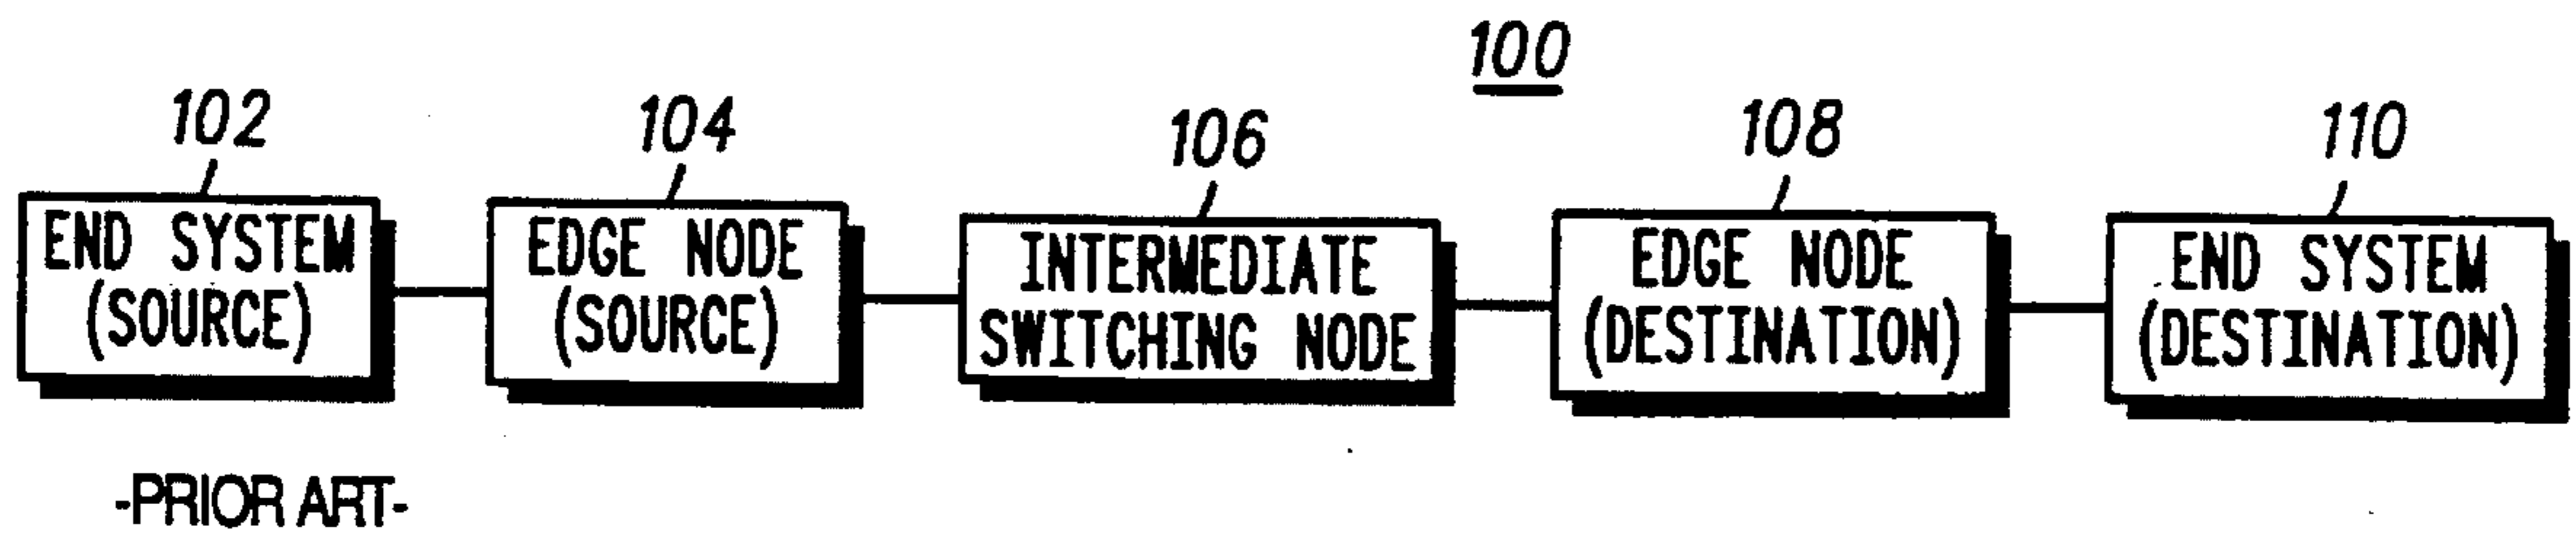 100
102
104
106
108
110
END SYSTEM
(SOURCE)
EDGE NODE
(SOURCE)
INTERMEDIATE
SWITCHING NODE
EDGE NODE
(DESTINATION)
END SYSTEM
(DESTINATION)
-PRIOR ART-